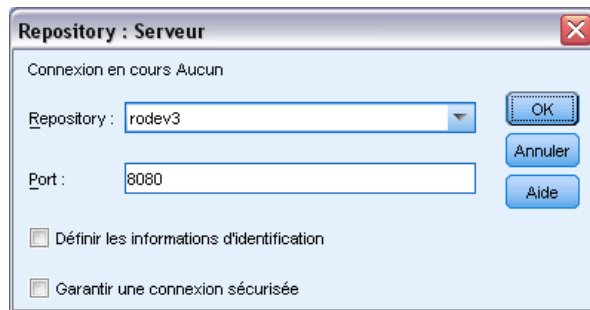 Repository : Serveur
Connexion en cours Aucun
Repository : rodev3
OK
Annuler
Port : 8080
Aide
Définir les informations d'identification
Garantir une connexion sécurisée